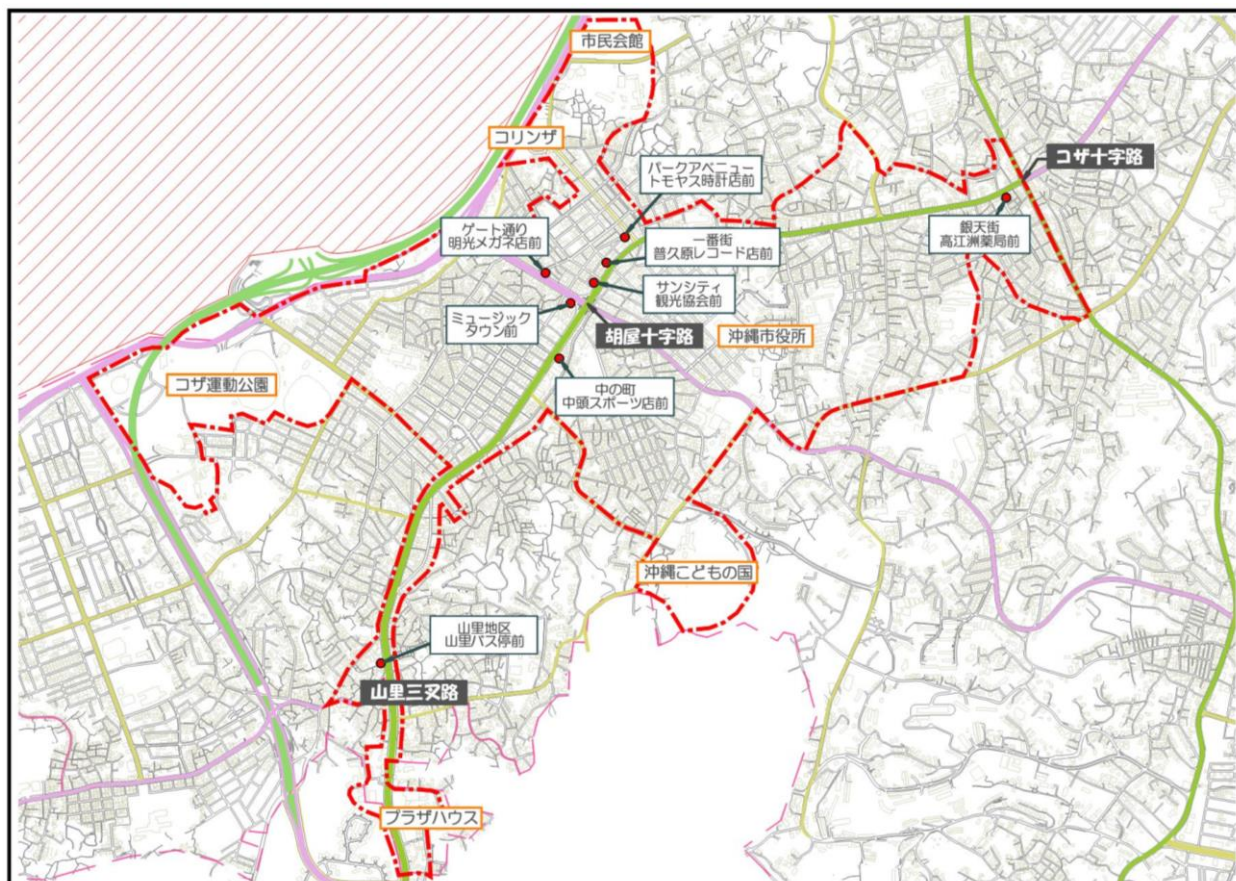 市民会館
コリンザ
コザ十字路
パークアベニュー
トモヤス時計店前
ゲート通り
明光メガネ店前
一番街
普久原レコード店前
銀天街
高江洲薬局前
サンシティ
観光協会前
ミュージック
タウン前
胡屋十字路
沖縄市役所
コザ運動公園
中の町
中頭スポーツ店前
沖縄こどもの国
山里地区
山里バス停前
山里三叉路
プラザハウス